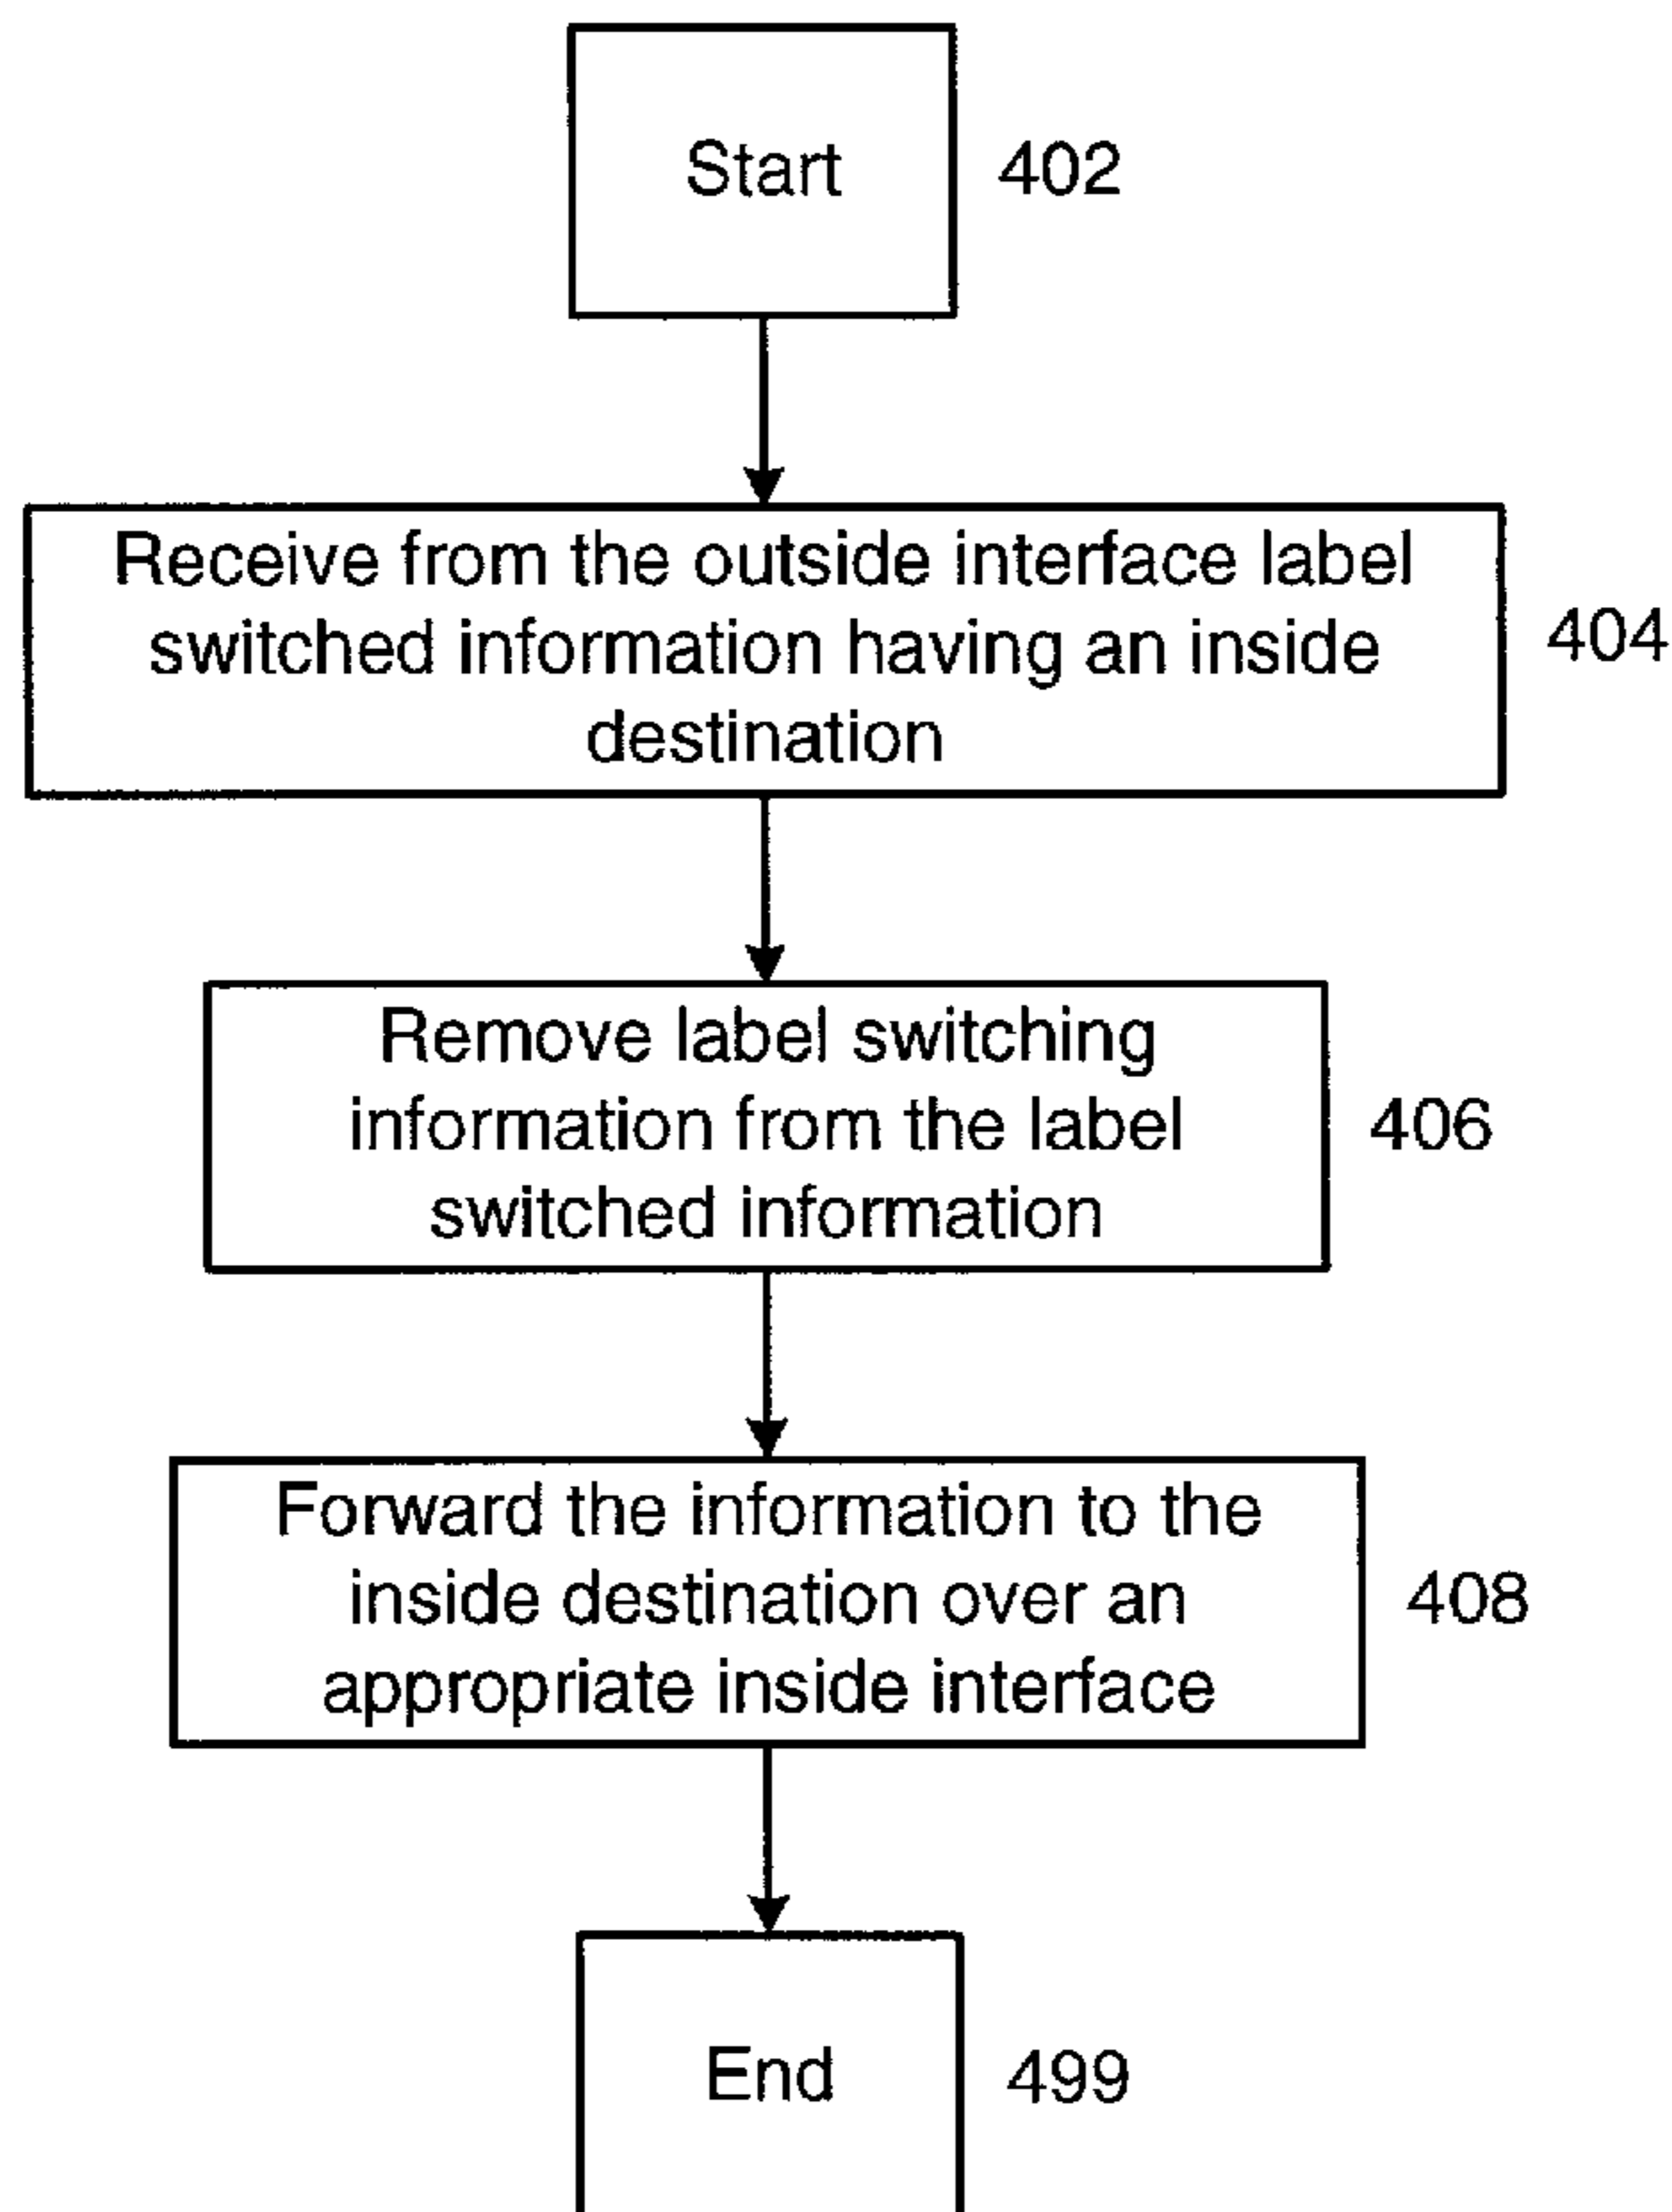 Start
402
Receive from the outside interface label
switched information having an inside
destination
404
Remove label switching
information from the label
switched information
406
Forward the information to the
inside destination over an
appropriate inside interface
408
End
499